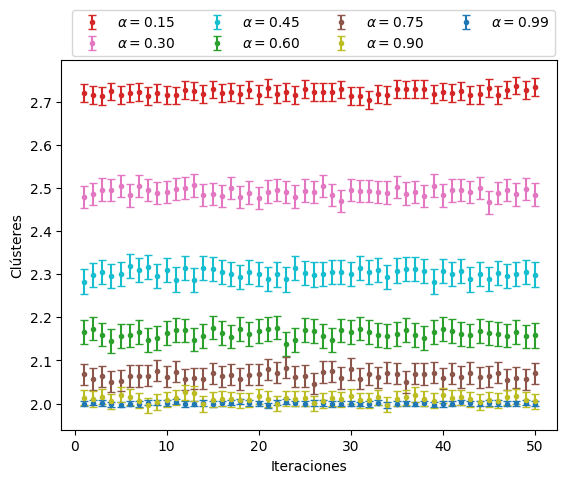 α = 0.15 α = 0.45 α = 0.75 α = 0.99
α = 0.30 α = 0.60 α = 0.90
2.7
2.6
2.5
2.4
2.3
2.2
2.1
2.0
Clústeres
0 10 20 30 40 50
Iteraciones